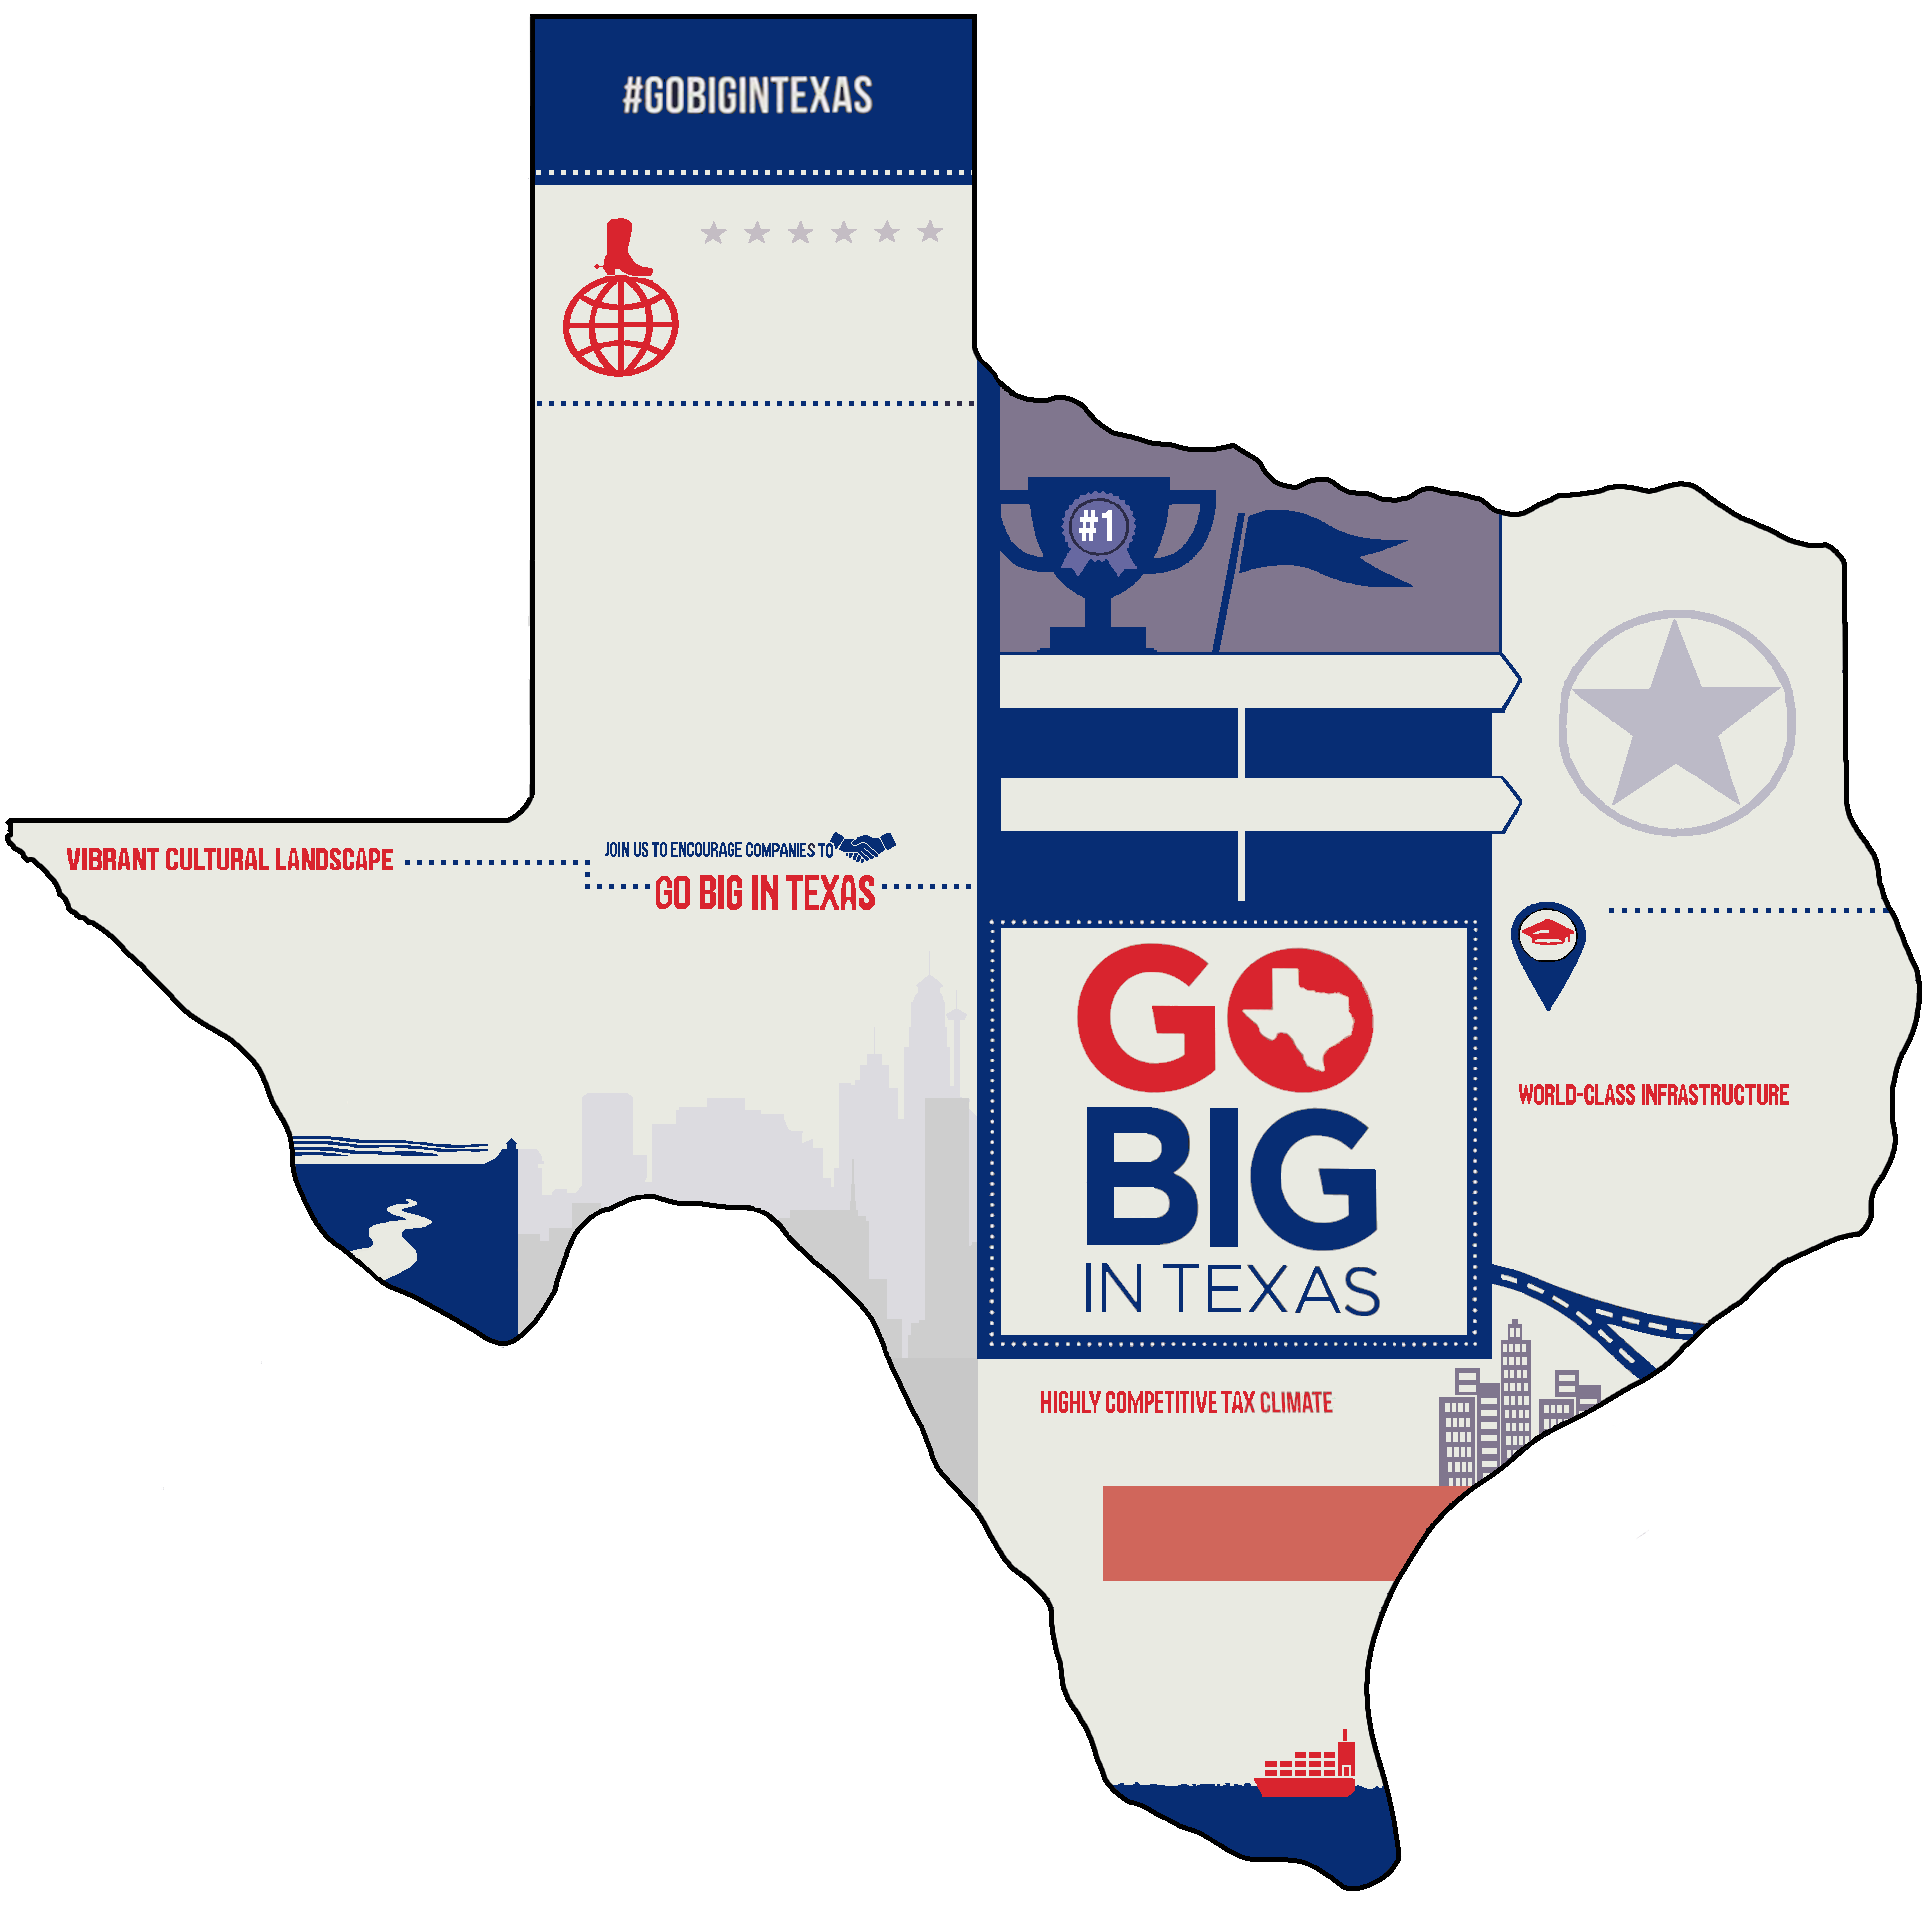 #GOBIGINTEXAS
#1
VIBRANT CULTURAL LANDSCAPE
JOIN US TO ENCOURAGE COMPANIES TO
GO BIG IN TEXAS
GO
BIG
IN TEXAS
WORLD-CLASS INFRASTRUCTURE
HIGHLY COMPETITIVE TAX CLIMATE